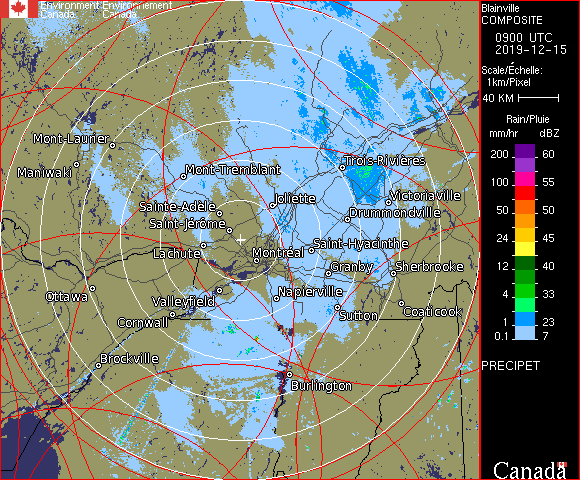 Environment Environnement
Canada Canada
Blainville
COMPOSITE
0900 UTC
2019-12-15
Scale/Échelle:
1km/Pixel
40 KM
Rain/Pluie
mm/hr dBZ
200 60
150 57
100 55
50 50
24 45
12 40
4 33
1 23
0.1 7
PRECIPET
Canada
Mont-Laurier
Maniwaki
Mont-Tremblant
Trois-Rivières
Sainte-Adèle
Joliette
Victoriaville
Saint-Jérôme
Drummondville
Lachute
Montréal
Saint-Hyacinthe
Granby
Sherbrooke
Ottawa
Valleyfield
Napierville
Cornwall
Sutton
Coaticook
Brockville
Burlington